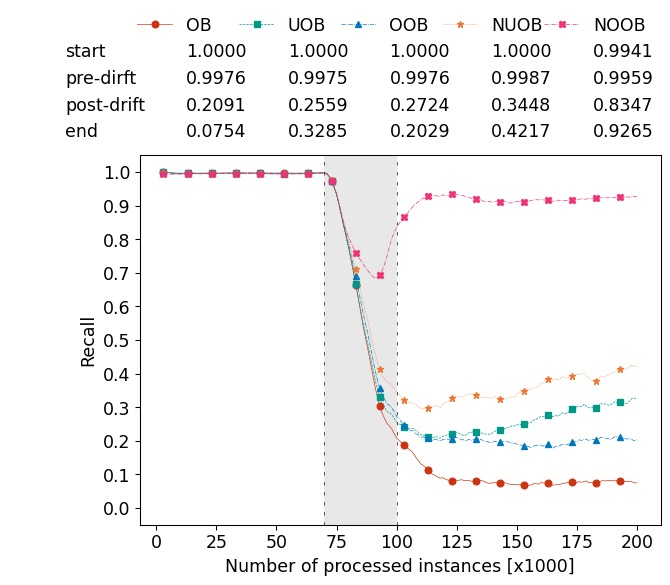 OB UOB OOB NUOB NOOB
start 1.0000 1.0000 1.0000 1.0000 0.9941
pre-dirft 0.9976 0.9975 0.9976 0.9987 0.9959
post-drift 0.2091 0.2559 0.2724 0.3448 0.8347
end 0.0754 0.3285 0.2029 0.4217 0.9265
1.0
0.9
0.8
0.7
0.6
0.5
0.4
0.3
0.2
0.1
0.0
Recall
0 25 50 75 100 125 150 175 200
Number of processed instances [x1000]